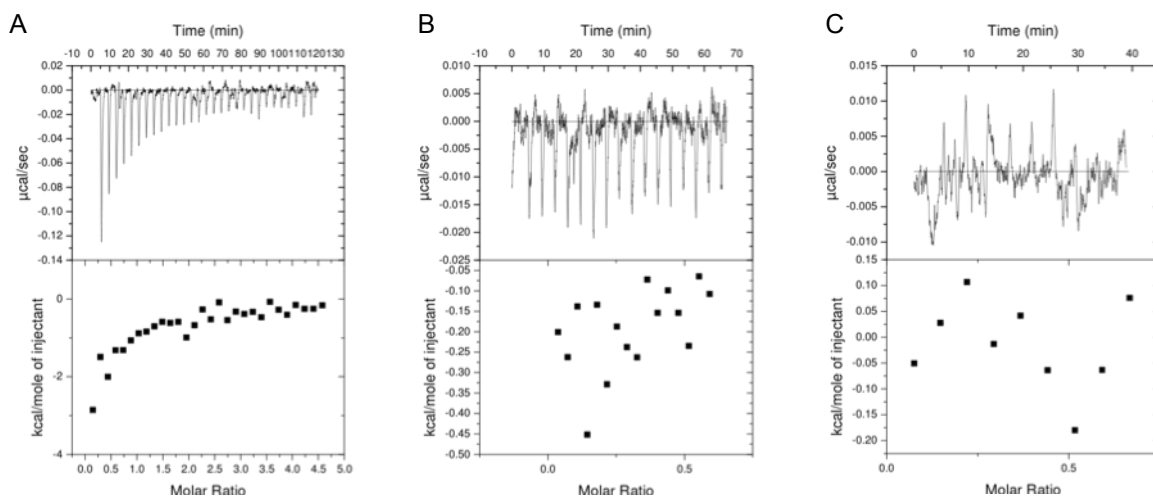 A
Time (min)
-10 0 10 20 30 40 50 60 70 80 90 100110 120 130
0.02
0.00
-0.02
-0.04
-0.06
-0.08
-0.10
-0.12
-0.14
µcal/sec
0
-2
-4
kcal/mole of injectant
0.0 0.5 1.0 1.5 2.0 2.5 3.0 3.5 4.0 4.5 5.0
Molar Ratio
B
Time (min)
-10 0 10 20 30 40 50 60 70
0.010
0.005
0.000
-0.005
-0.010
-0.015
-0.020
-0.025
µcal/sec
-0.05
-0.10
-0.15
-0.20
-0.25
-0.30
-0.35
-0.40
-0.45
-0.50
kcal/mole of injectant
0.0 0.5
Molar Ratio
C
Time (min)
0 10 20 30 40
0.015
0.010
0.005
0.000
-0.005
-0.010
µcal/sec
0.15
0.10
0.05
0.00
-0.05
-0.10
-0.15
-0.20
kcal/mole of injectant
0.0 0.5
Molar Ratio